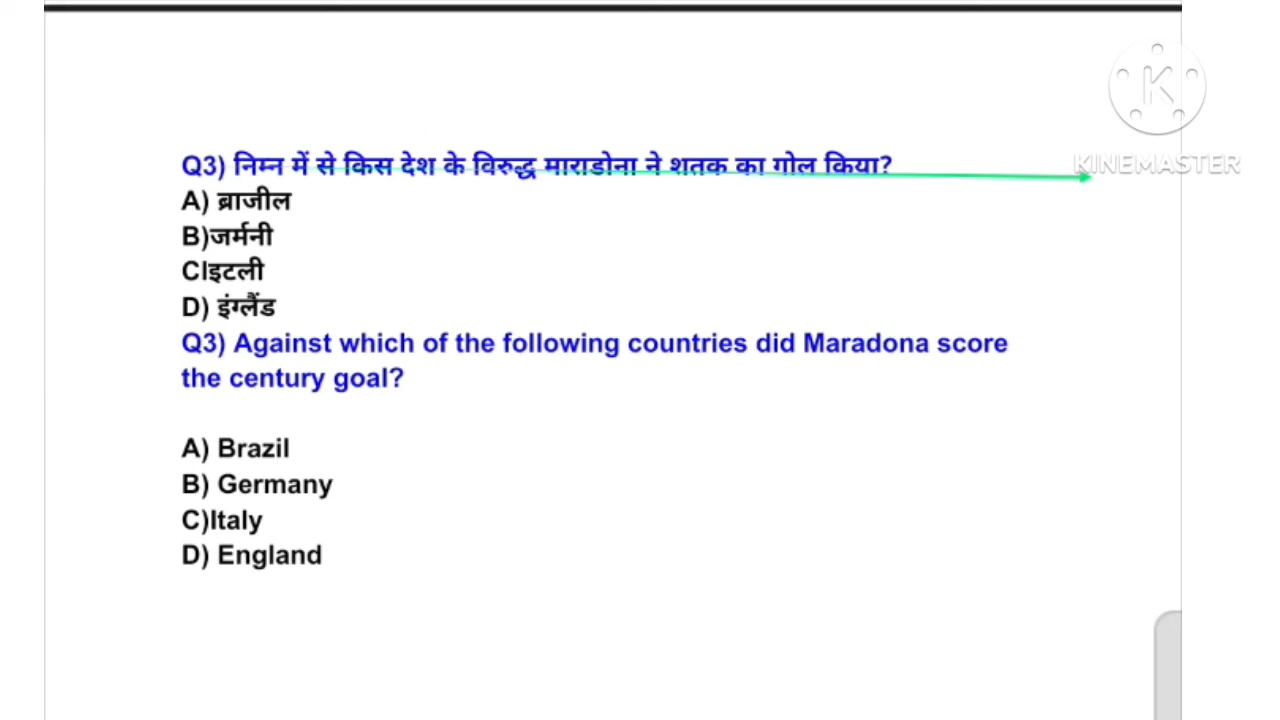 Q3) निम्न में से किस देश के विरुद्ध माराडोना ने शतक का गोल किया?
A) ब्राजील
B)जर्मनी
CIइटली
D) इंग्लैंड
Q3) Against which of the following countries did Maradona score
the century goal?
A) Brazil
B) Germany
C)Italy
D) England
K
KINEMASTER